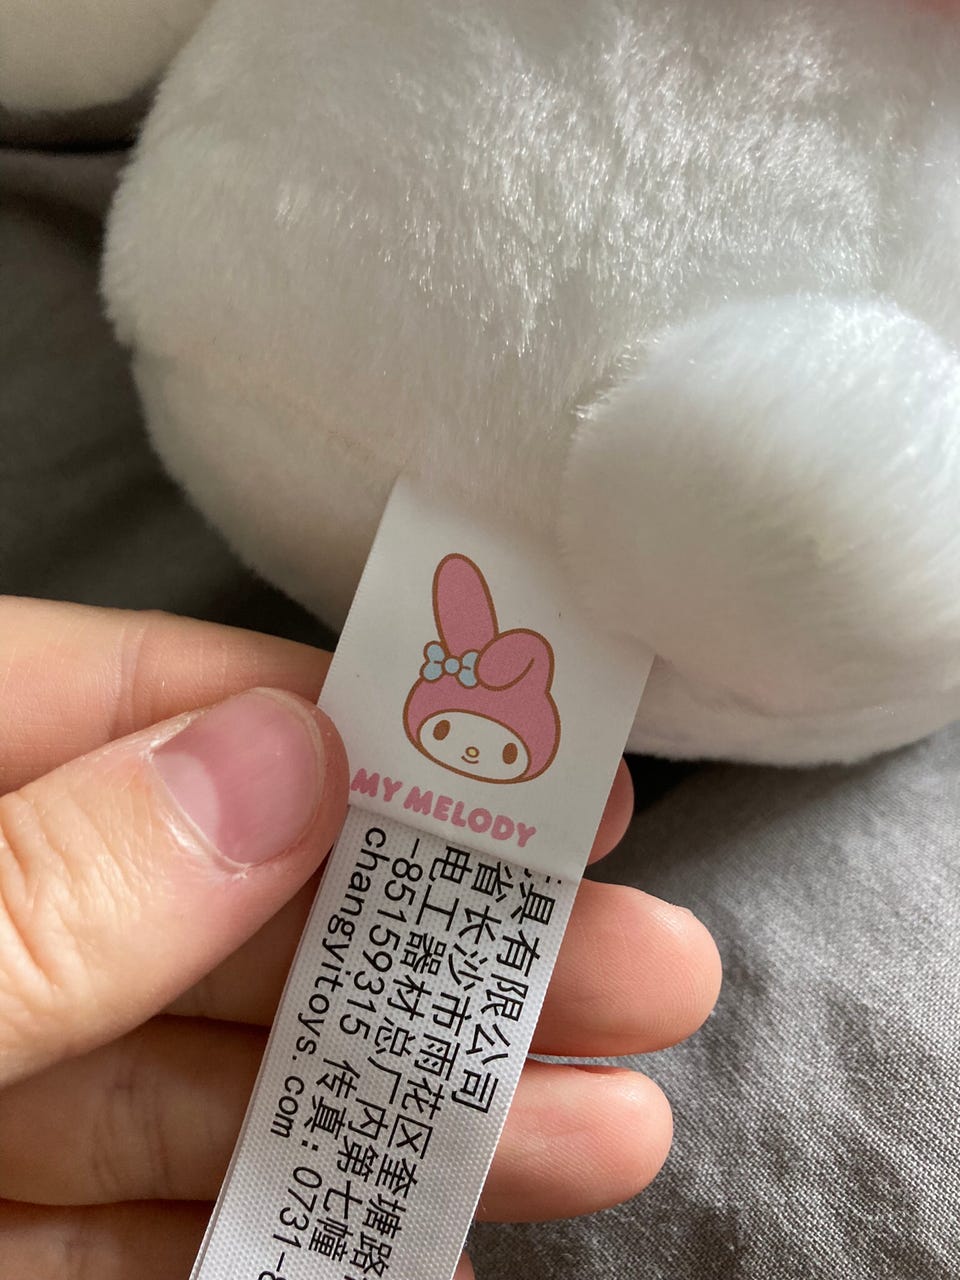 MY MELODY
具有限公司
省长沙市雨花区奎塘路
电工器材总厂内第七幢
-85159315 传真: 0731-8
changyitoys.com